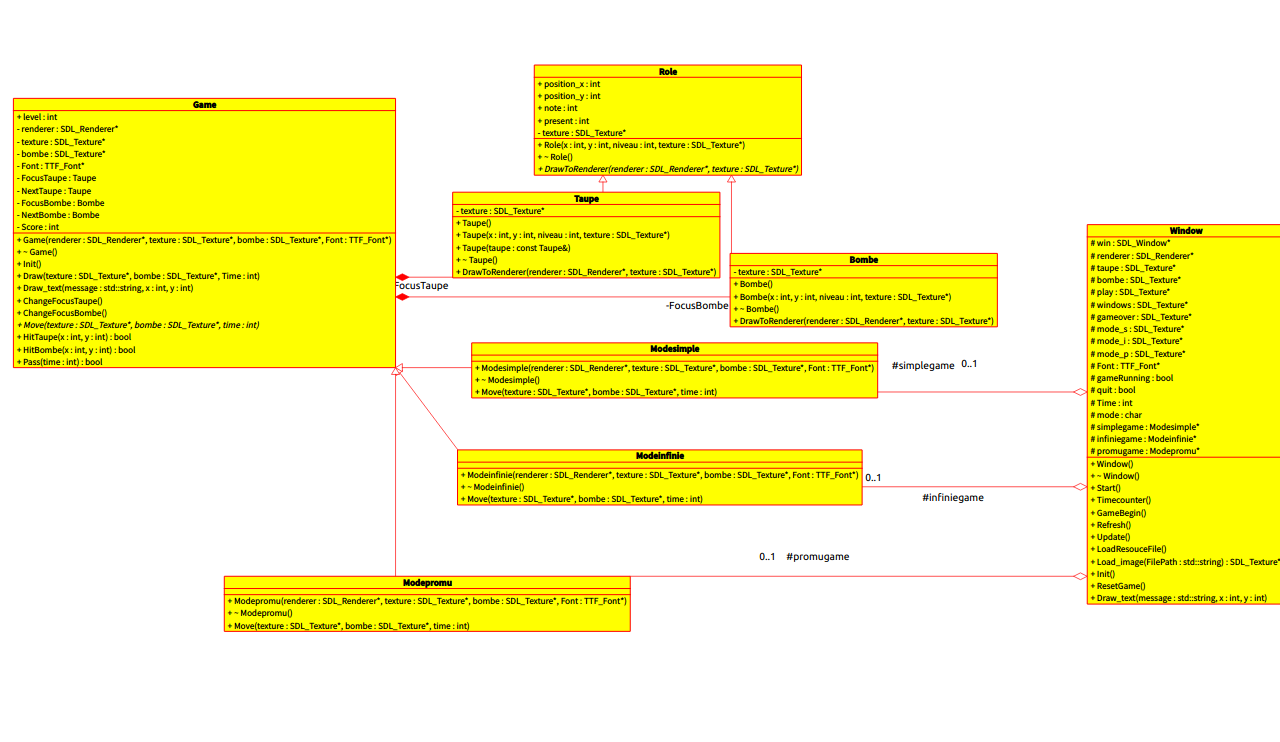 Role
+ position_x : int
+ position_y : int
+ note : int
+ present : int
- texture : SDL_Texture*
+ Role(x : int, y : int, niveau : int, texture : SDL_Texture*)
+ ~ Role()
+ DrawToRenderer(renderer : SDL_Renderer*, texture : SDL_Texture*)
Game
+ level : int
- renderer : SDL_Renderer*
- texture : SDL_Texture*
- bombe : SDL_Texture*
- Font : TTF_Font*
- FocusTaupe : Taupe
- NextTaupe : Taupe
- FocusBombe : Bombe
- NextBombe : Bombe
- Score : int
+ Game(renderer : SDL_Renderer*, texture : SDL_Texture*, bombe : SDL_Texture*, Font : TTF_Font*)
+ ~ Game()
+ Init()
+ Draw(texture : SDL_Texture*, bombe : SDL_Texture*, Time : int)
+ Draw_text(message : std::string, x : int, y : int)
+ ChangeFocusTaupe()
+ ChangeFocusBombe()
+ Move(texture : SDL_Texture*, bombe : SDL_Texture*, time : int)
+ HitTaupe(x : int, y : int) : bool
+ HitBombe(x : int, y : int) : bool
+ Pass(time : int) : bool
Taupe
- texture : SDL_Texture*
+ Taupe()
+ Taupe(x : int, y : int, niveau : int, texture : SDL_Texture*)
+ Taupe(taupe : const Taupe&)
+ ~ Taupe()
+ DrawToRenderer(renderer : SDL_Renderer*, texture : SDL_Texture*)
FocusTaupe
Bombe
- texture : SDL_Texture*
+ Bombe()
+ Bombe(x : int, y : int, niveau : int, texture : SDL_Texture*)
+ ~ Bombe()
+ DrawToRenderer(renderer : SDL_Renderer*, texture : SDL_Texture*)
-FocusBombe
Window
# win : SDL_Window*
# renderer : SDL_Renderer*
# taupe : SDL_Texture*
# bombe : SDL_Texture*
# play : SDL_Texture*
# windows : SDL_Texture*
# gameover : SDL_Texture*
# mode_s : SDL_Texture*
# mode_i : SDL_Texture*
# mode_p : SDL_Texture*
# Font : TTF_Font*
# gameRunning : bool
# quit : bool
# Time : int
# mode : char
# simplegame : Modesimple*
# infiniegame : Modeinfinie*
# promugame : Modepromu*
+ Window()
+ ~ Window()
+ Start()
+ Timecounter()
+ GameBegin()
+ Refresh()
+ Update()
+ LoadResouceFile()
+ Load_image(FilePath : std::string) : SDL_Texture*
+ Init()
+ ResetGame()
+ Draw_text(message : std::string, x : int, y : int)
Modesimple
+ Modesimple(renderer : SDL_Renderer*, texture : SDL_Texture*, bombe : SDL_Texture*, Font : TTF_Font*)
+ ~ Modesimple()
+ Move(texture : SDL_Texture*, bombe : SDL_Texture*, time : int)
#simplegame 0..1
Modeinfinie
+ Modeinfinie(renderer : SDL_Renderer*, texture : SDL_Texture*, bombe : SDL_Texture*, Font : TTF_Font*)
+ ~ Modeinfinie()
+ Move(texture : SDL_Texture*, bombe : SDL_Texture*, time : int)
0..1
#infiniegame
0..1 #promugame
Modepromu
+ Modepromu(renderer : SDL_Renderer*, texture : SDL_Texture*, bombe : SDL_Texture*, Font : TTF_Font*)
+ ~ Modepromu()
+ Move(texture : SDL_Texture*, bombe : SDL_Texture*, time : int)